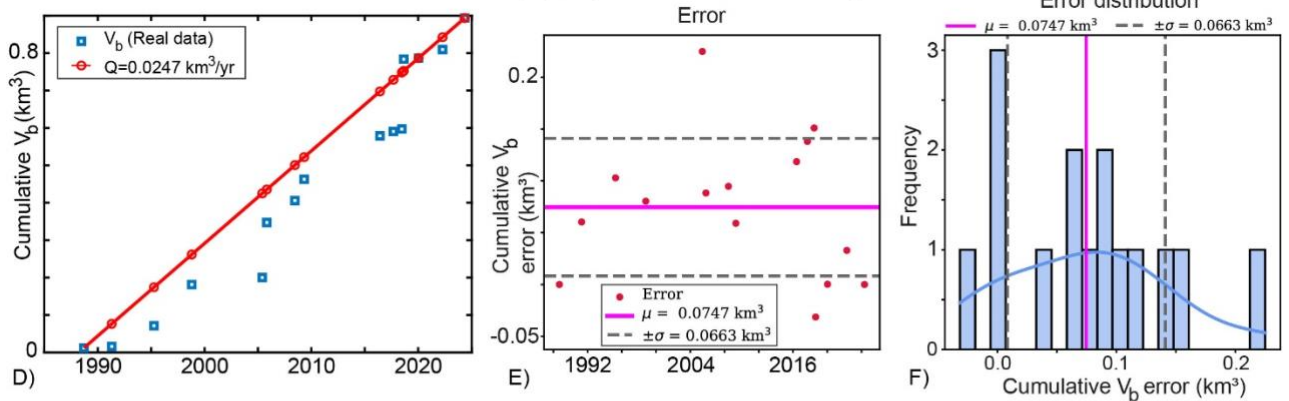 Cumulative V_b(km³)
0.8
0
V_b (Real data)
Q=0.0247 km³/yr
1990
2000
2010
2020
D)
Error
Cumulative V_b
error (km³)
0.2
-0.05
Error
μ = 0.0747 km³
±σ = 0.0663 km³
1992
2004
2016
E)
Error distribution
μ = 0.0747 km³
±σ = 0.0663 km³
Frequency
3
2
1
0
0.0
0.1
0.2
Cumulative V_b error (km³)
F)